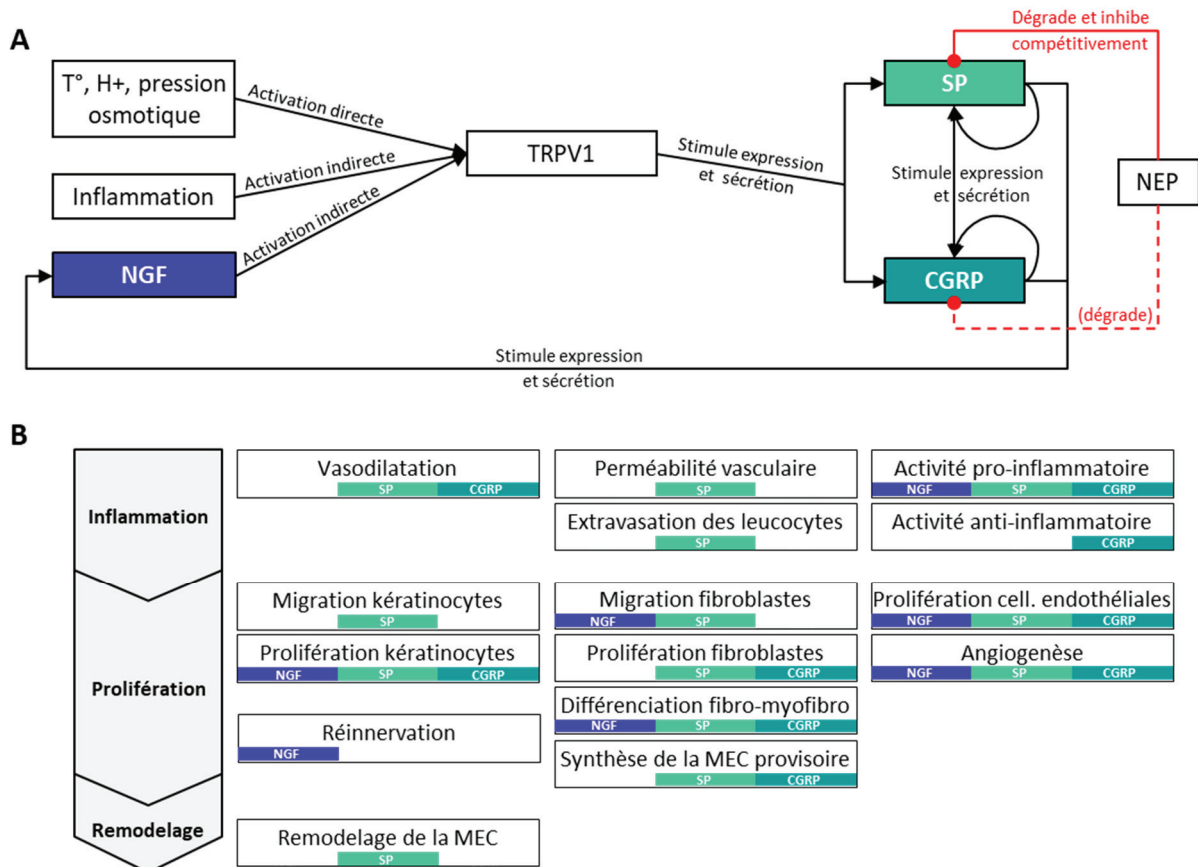 A
T°, H+, pression
osmotique
Inflammation
NGF
Activation directe
Activation indirecte
Activation indirecte
TRPV1
Stimule expression
et sécrétion
SP
Stimule expression
et sécrétion
CGRP
Dégrade et inhibe
compétitivement
NEP
(dégrade)
Stimule expression
et sécrétion
B
Inflammation
Vasodilatation
SP CGRP
Perméabilité vasculaire
SP
Activité pro-inflammatoire
NGF SP CGRP
Extravasation des leucocytes
SP
Activité anti-inflammatoire
CGRP
Prolifération
Migration kératinocytes
SP
Migration fibroblastes
NGF SP
Prolifération cell. endothéliales
NGF SP CGRP
Prolifération kératinocytes
NGF SP CGRP
Prolifération fibroblastes
SP CGRP
Angiogenèse
NGF SP CGRP
Différenciation fibro-myofibro
NGF SP CGRP
Réinnervation
NGF
Synthèse de la MEC provisoire
SP CGRP
Remodelage
Remodelage de la MEC
SP